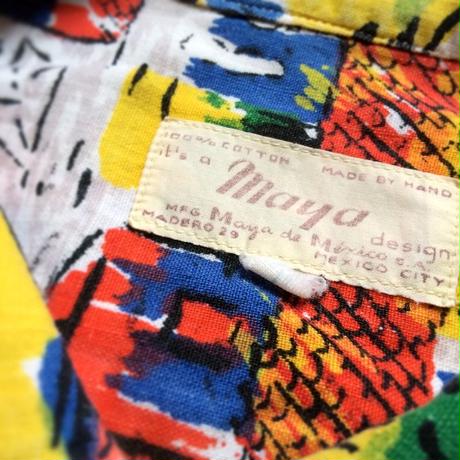 100% COTTON MADE BY HAND
it's a Maya design
MFG. Maya de México S.A.
MADERO 29 MEXICO CITY